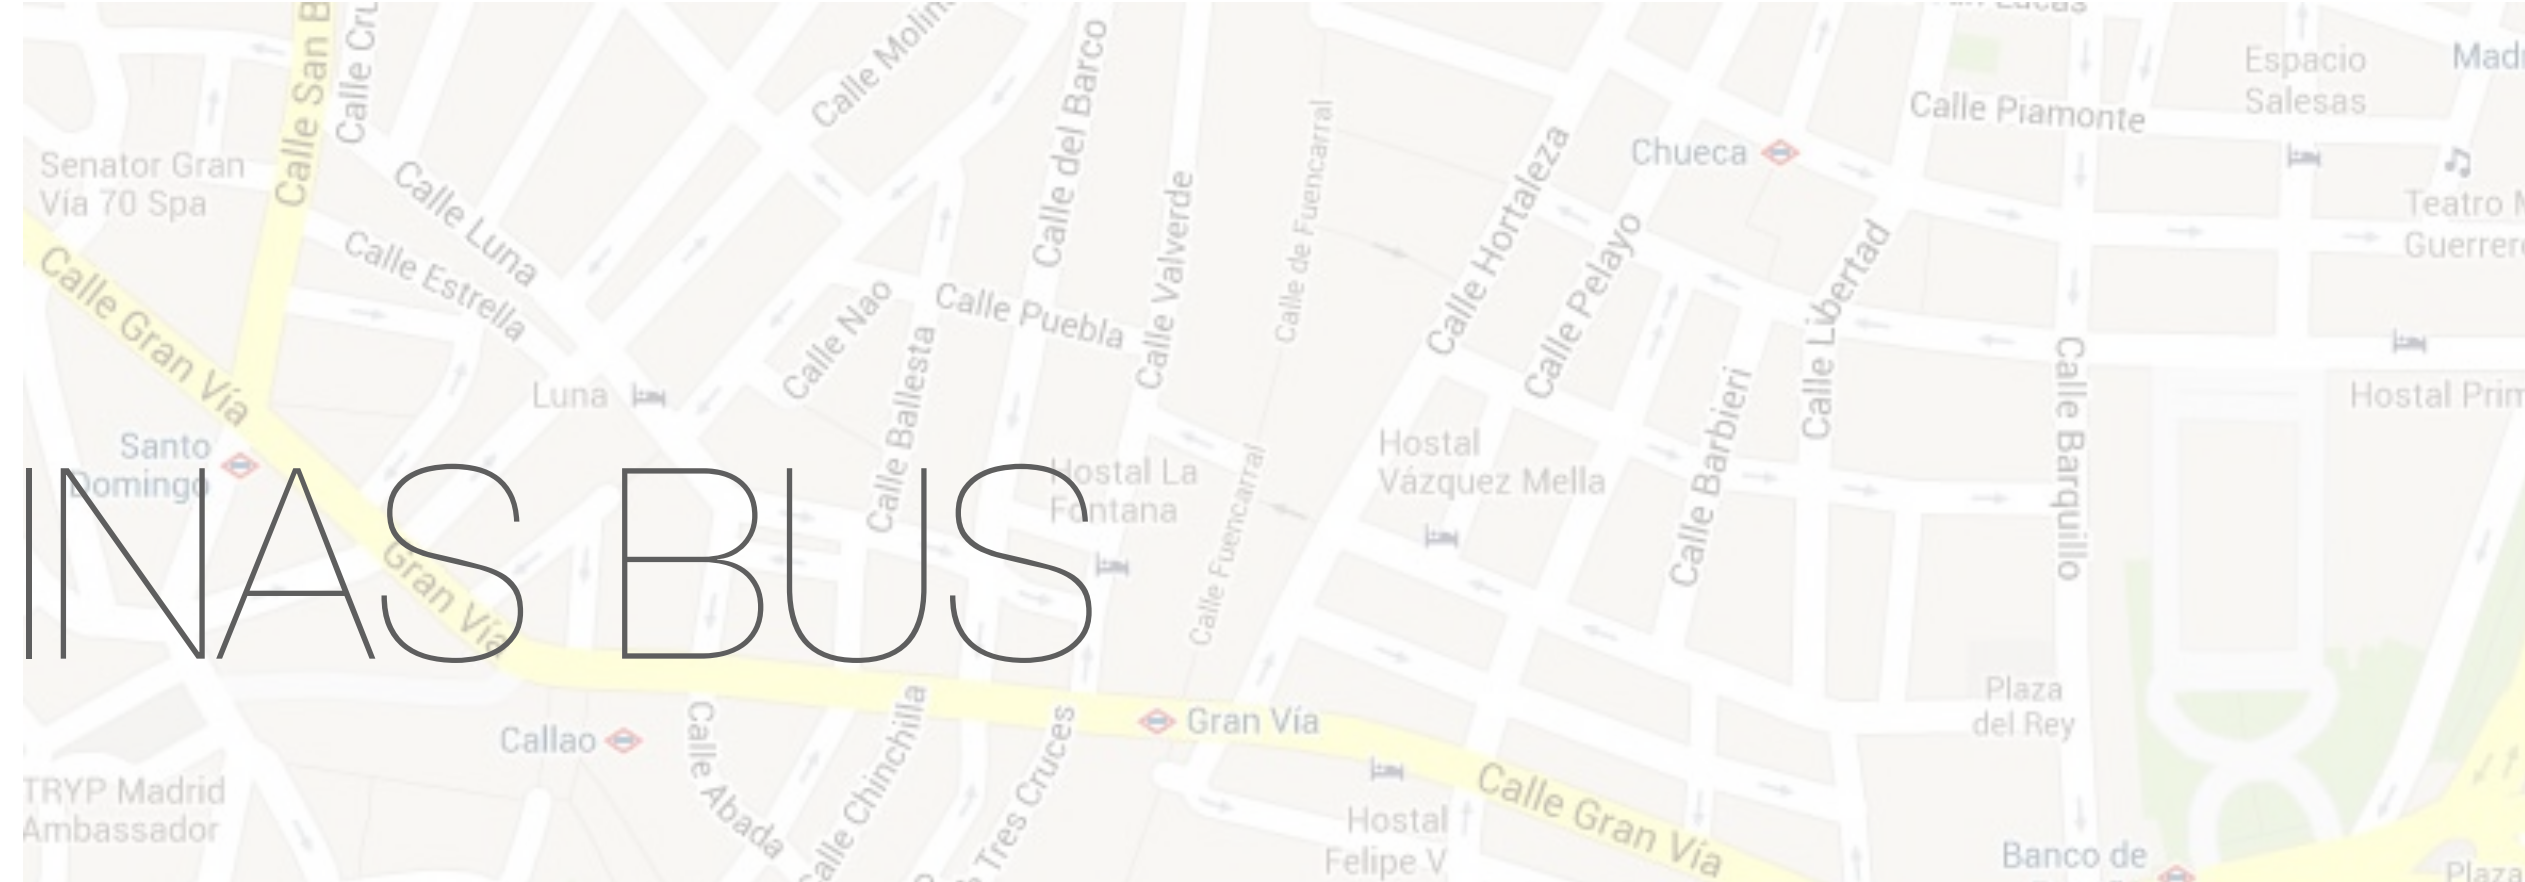 Calle San B
Calle Cru
Calle Molin
Calle del Barco
Espacio
Salesas
Madr
Calle Piamonte
Chueca
Senator Gran
Vía 70 Spa
Calle Luna
Calle Estrella
Calle Gran Vía
Calle Nao
Calle Puebla
Calle Valverde
Calle de Fuencarral
Calle Hortaleza
Calle Pelayo
Calle Libertad
Teatro M
Guerrero
Luna
Calle Ballesta
Calle Barbieri
Calle Barquillo
Hostal Prim
Santo
Domingo
Hostal La
Fontana
Calle Fuencarral
Hostal
Vázquez Mella
INAS BUS
Gran Vía
Plaza
del Rey
Callao
Calle Abada
Calle Chinchilla
Tres Cruces
Gran Vía
TRYP Madrid
Ambassador
Hostal
Felipe V
Calle Gran Vía
Banco de
Plaza